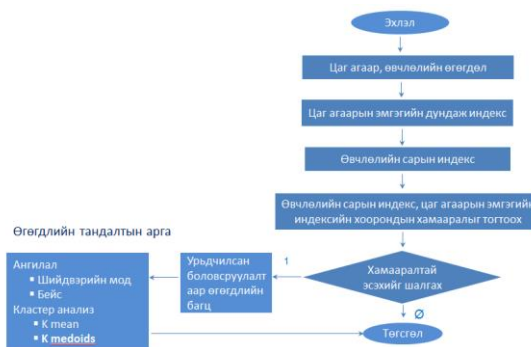 Эхлэл
Цаг агаар, өвчлөлийн өгөгдөл
Цаг агаарын эмгэгийн дундаж индекс
Өвчлөлийн сарын индекс
Өвчлөлийн сарын индекс, цаг агаарын эмгэгийн
индексийн хоорондын хамааралыг тогтоох
Хамааралтай
эсэхийг шалгах
1
Ø
Төгсгөл
Урьдчилсан
боловсруулалт
аар өгөгдлийн
багц
Өгөгдлийн тандалтын арга
Ангилал
Шийдвэрийн мод
Бейс
Кластер анализ
K mean
K medoids